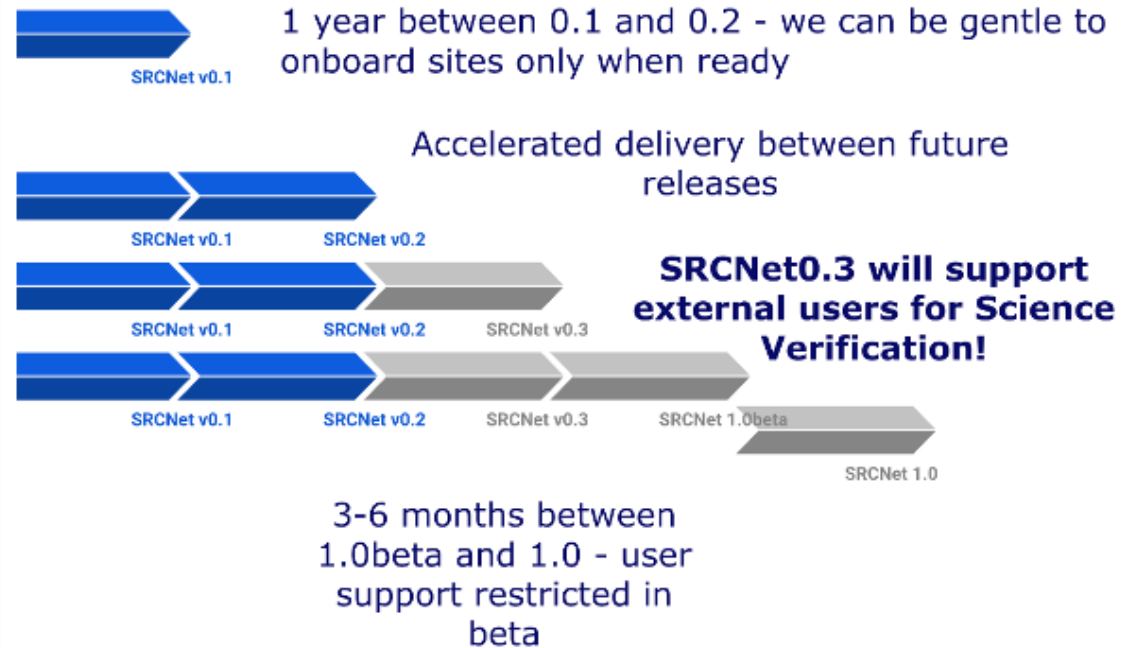 1 year between 0.1 and 0.2 - we can be gentle to
onboard sites only when ready
SRCNet v0.1
Accelerated delivery between future
releases
SRCNet v0.1
SRCNet v0.2
SRCNet0.3 will support
external users for Science
Verification!
SRCNet v0.1
SRCNet v0.2
SRCNet v0.3
SRCNet v0.1
SRCNet v0.2
SRCNet v0.3
SRCNet 1.0beta
SRCNet 1.0
3-6 months between
1.0beta and 1.0 - user
support restricted in
beta